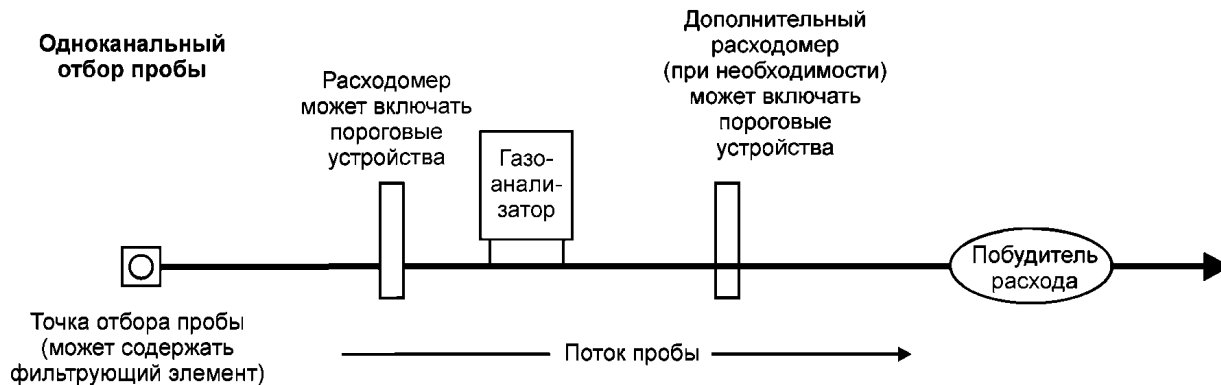 Одноканальный
отбор пробы
Расходомер
может включать
пороговые
устройства
Газо-
анали-
затор
Дополнительный
расходомер
(при необходимости)
может включать
пороговые
устройства
Побудитель
расхода
Точка отбора пробы
(может содержать
фильтрующий элемент)
Поток пробы